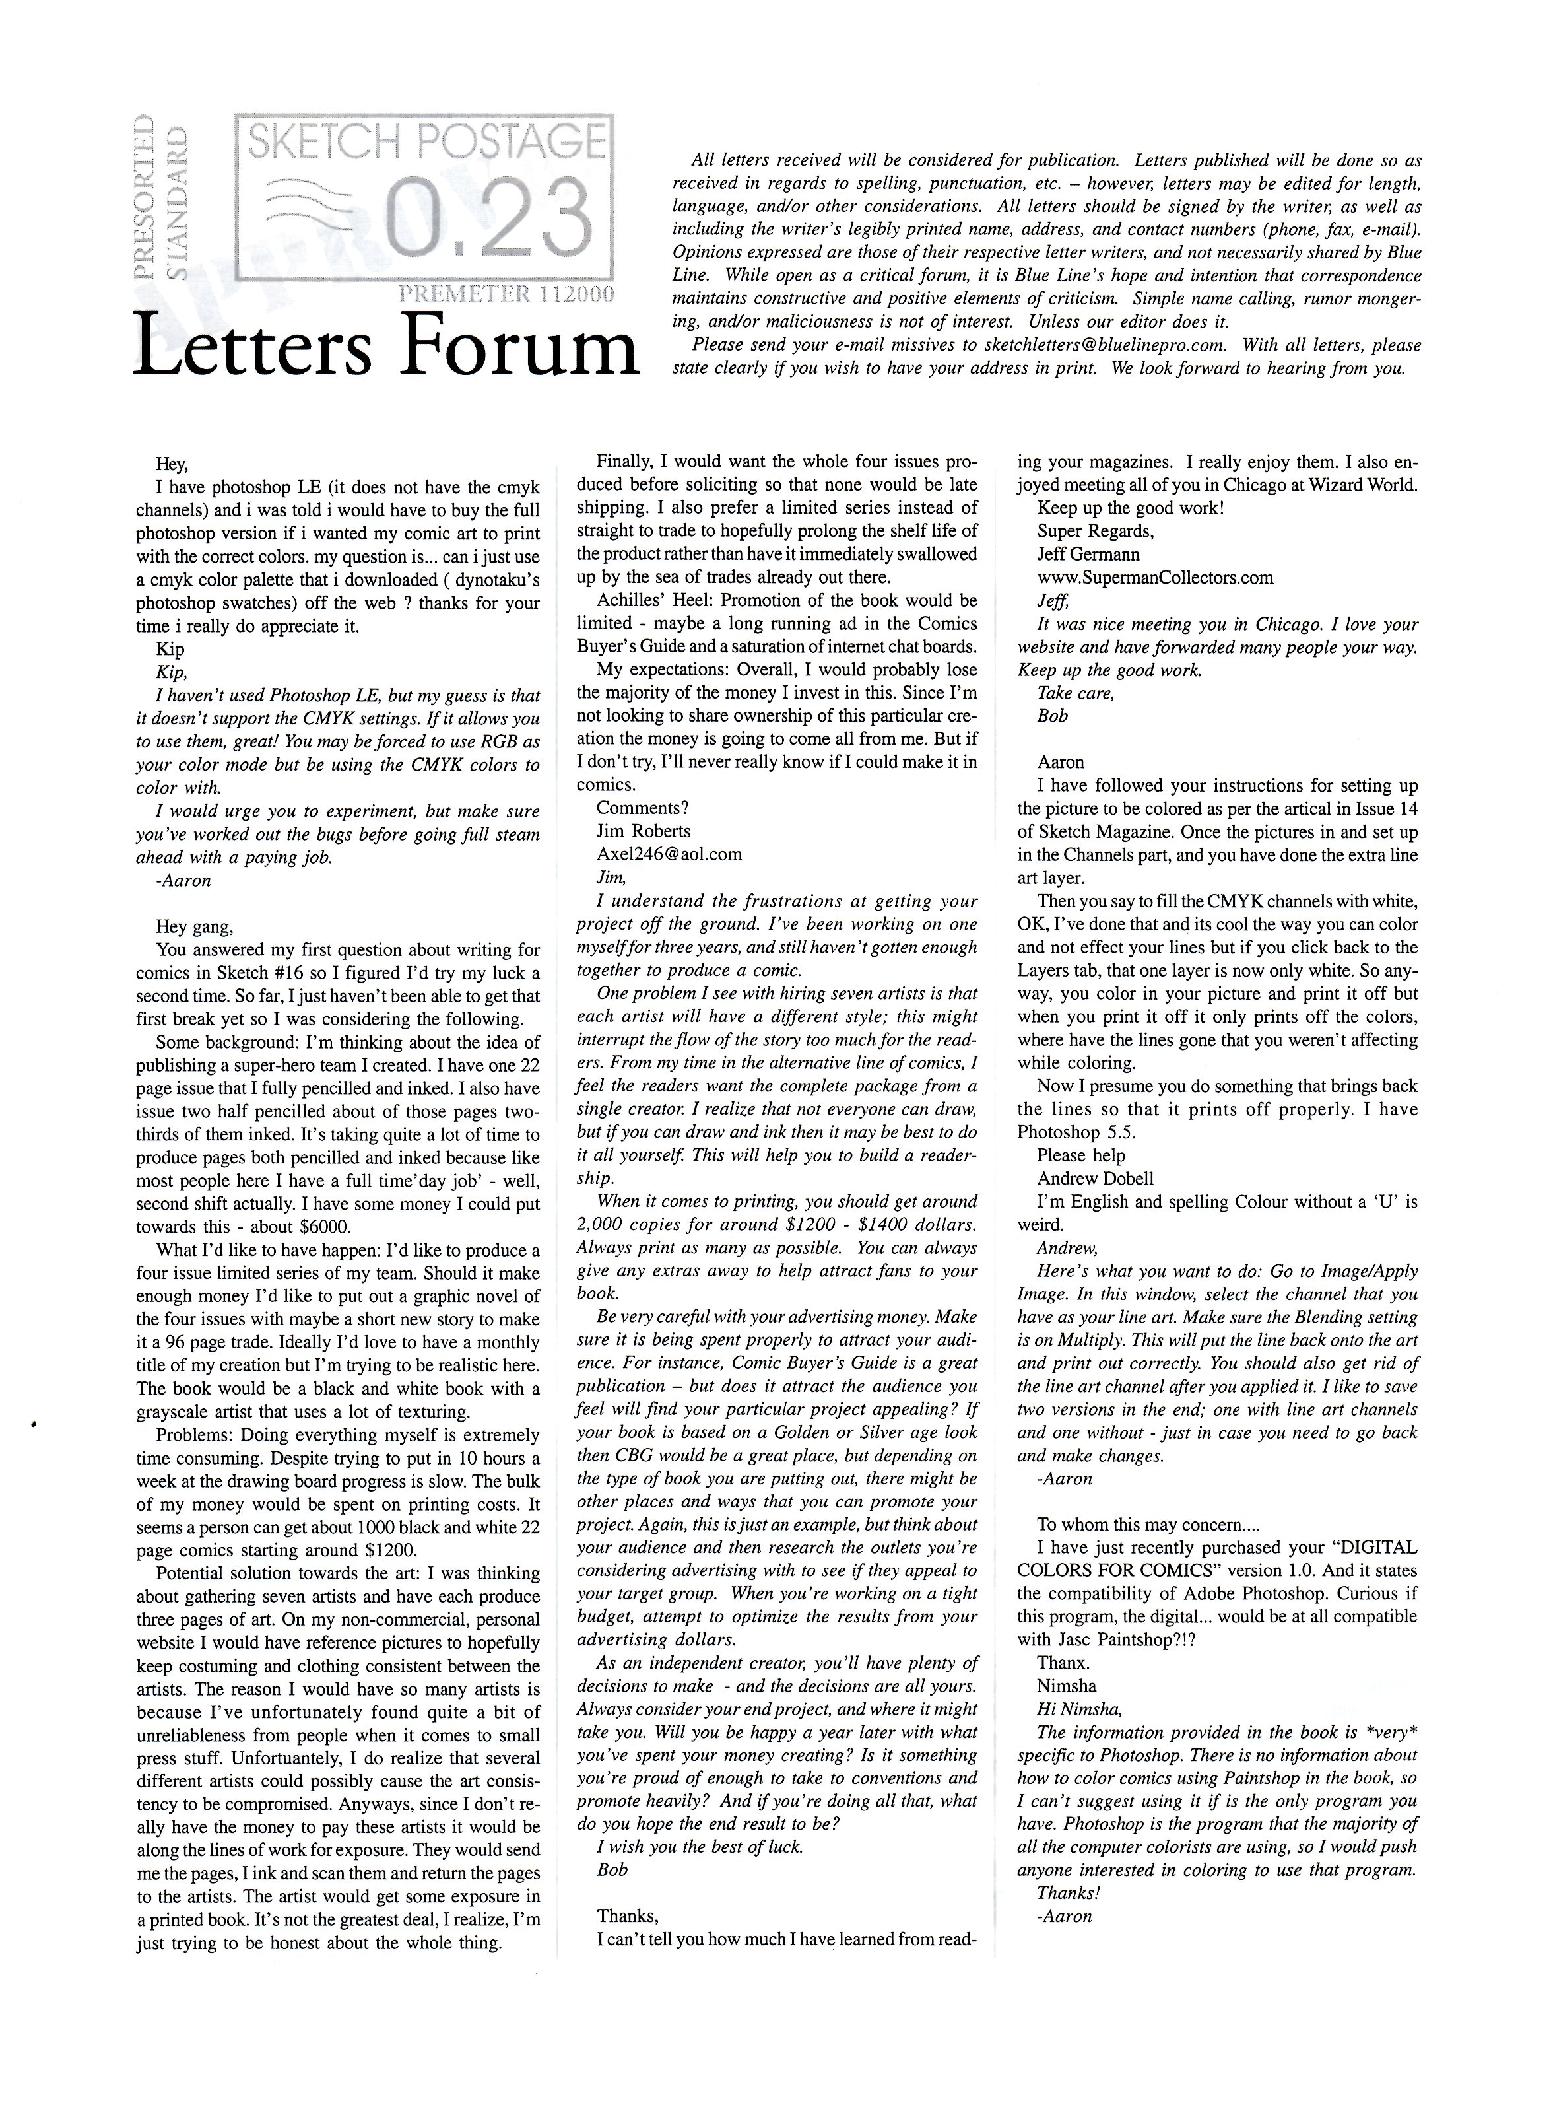 PRESORTED
STANDARD
SKETCH POSTAGE
0.23
PREMETER 112000
Letters Forum
All letters received will be considered for publication. Letters published will be done so as
received in regards to spelling, punctuation, etc. – however, letters may be edited for length,
language, and/or other considerations. All letters should be signed by the writer, as well as
including the writer's legibly printed name, address, and contact numbers (phone, fax, e-mail).
Opinions expressed are those of their respective letter writers, and not necessarily shared by Blue
Line. While open as a critical forum, it is Blue Line's hope and intention that correspondence
maintains constructive and positive elements of criticism. Simple name calling, rumor monger-
ing, and/or maliciousness is not of interest. Unless our editor does it.
Please send your e-mail missives to sketchletters@bluelinepro.com. With all letters, please
state clearly if you wish to have your address in print. We look forward to hearing from you.
Hey,
I have photoshop LE (it does not have the cmyk
channels) and i was told i would have to buy the full
photoshop version if i wanted my comic art to print
with the correct colors. my question is... can i just use
a cmyk color palette that i downloaded ( dynotaku's
photoshop swatches) off the web ? thanks for your
time i really do appreciate it.
Kip
Kip,
I haven't used Photoshop LE, but my guess is that
it doesn't support the CMYK settings. If it allows you
to use them, great! You may be forced to use RGB as
your color mode but be using the CMYK colors to
color with.
I would urge you to experiment, but make sure
you've worked out the bugs before going full steam
ahead with a paying job.
-Aaron
Hey gang,
You answered my first question about writing for
comics in Sketch #16 so I figured I'd try my luck a
second time. So far, I just haven't been able to get that
first break yet so I was considering the following.
Some background: I'm thinking about the idea of
publishing a super-hero team I created. I have one 22
page issue that I fully pencilled and inked. I also have
issue two half pencilled about of those pages two-
thirds of them inked. It's taking quite a lot of time to
produce pages both pencilled and inked because like
most people here I have a full time'day job' - well,
second shift actually. I have some money I could put
towards this - about $6000.
What I'd like to have happen: I'd like to produce a
four issue limited series of my team. Should it make
enough money I'd like to put out a graphic novel of
the four issues with maybe a short new story to make
it a 96 page trade. Ideally I'd love to have a monthly
title of my creation but I'm trying to be realistic here.
The book would be a black and white book with a
grayscale artist that uses a lot of texturing.
Problems: Doing everything myself is extremely
time consuming. Despite trying to put in 10 hours a
week at the drawing board progress is slow. The bulk
of my money would be spent on printing costs. It
seems a person can get about 1000 black and white 22
page comics starting around $1200.
Potential solution towards the art: I was thinking
about gathering seven artists and have each produce
three pages of art. On my non-commercial, personal
website I would have reference pictures to hopefully
keep costuming and clothing consistent between the
artists. The reason I would have so many artists is
because I've unfortunately found quite a bit of
unreliableness from people when it comes to small
press stuff. Unfortuantely, I do realize that several
different artists could possibly cause the art consis-
tency to be compromised. Anyways, since I don't re-
ally have the money to pay these artists it would be
along the lines of work for exposure. They would send
me the pages, I ink and scan them and return the pages
to the artists. The artist would get some exposure in
a printed book. It's not the greatest deal, I realize, I'm
just trying to be honest about the whole thing.
Finally, I would want the whole four issues pro-
duced before soliciting so that none would be late
shipping. I also prefer a limited series instead of
straight to trade to hopefully prolong the shelf life of
the product rather than have it immediately swallowed
up by the sea of trades already out there.
Achilles' Heel: Promotion of the book would be
limited - maybe a long running ad in the Comics
Buyer's Guide and a saturation of internet chat boards.
My expectations: Overall, I would probably lose
the majority of the money I invest in this. Since I'm
not looking to share ownership of this particular cre-
ation the money is going to come all from me. But if
I don't try, I'll never really know if I could make it in
comics.
Comments?
Jim Roberts
Axel246@aol.com
Jim,
I understand the frustrations at getting your
project off the ground. I've been working on one
myself for three years, and still haven't gotten enough
together to produce a comic.
One problem I see with hiring seven artists is that
each artist will have a different style; this might
interrupt the flow of the story too much for the read-
ers. From my time in the alternative line of comics, I
feel the readers want the complete package from a
single creator. I realize that not everyone can draw,
but if you can draw and ink then it may be best to do
it all yourself. This will help you to build a reader-
ship.
When it comes to printing, you should get around
2,000 copies for around $1200 - $1400 dollars.
Always print as many as possible. You can always
give any extras away to help attract fans to your
book.
Be very careful with your advertising money. Make
sure it is being spent properly to attract your audi-
ence. For instance, Comic Buyer's Guide is a great
publication – but does it attract the audience you
feel will find your particular project appealing? If
your book is based on a Golden or Silver age look
then CBG would be a great place, but depending on
the type of book you are putting out, there might be
other places and ways that you can promote your
project. Again, this is just an example, but think about
your audience and then research the outlets you're
considering advertising with to see if they appeal to
your target group. When you're working on a tight
budget, attempt to optimize the results from your
advertising dollars.
As an independent creator, you'll have plenty of
decisions to make - and the decisions are all yours.
Always consider your end project, and where it might
take you. Will you be happy a year later with what
you've spent your money creating? Is it something
you're proud of enough to take to conventions and
promote heavily? And if you're doing all that, what
do you hope the end result to be?
I wish you the best of luck.
Bob
Thanks,
I can't tell you how much I have learned from read-
ing your magazines. I really enjoy them. I also en-
joyed meeting all of you in Chicago at Wizard World.
Keep up the good work!
Super Regards,
Jeff Germann
www.SupermanCollectors.com
Jeff,
It was nice meeting you in Chicago. I love your
website and have forwarded many people your way.
Keep up the good work.
Take care,
Bob
Aaron
I have followed your instructions for setting up
the picture to be colored as per the artical in Issue 14
of Sketch Magazine. Once the pictures in and set up
in the Channels part, and you have done the extra line
art layer.
Then you say to fill the CMYK channels with white,
OK, I've done that and its cool the way you can color
and not effect your lines but if you click back to the
Layers tab, that one layer is now only white. So any-
way, you color in your picture and print it off but
when you print it off it only prints off the colors,
where have the lines gone that you weren't affecting
while coloring.
Now I presume you do something that brings back
the lines so that it prints off properly. I have
Photoshop 5.5.
Please help
Andrew Dobell
I'm English and spelling Colour without a 'U' is
weird.
Andrew,
Here's what you want to do: Go to Image/Apply
Image. In this window, select the channel that you
have as your line art. Make sure the Blending setting
is on Multiply. This will put the line back onto the art
and print out correctly. You should also get rid of
the line art channel after you applied it. I like to save
two versions in the end; one with line art channels
and one without - just in case you need to go back
and make changes.
-Aaron
To whom this may concern....
I have just recently purchased your "DIGITAL
COLORS FOR COMICS" version 1.0. And it states
the compatibility of Adobe Photoshop. Curious if
this program, the digital... would be at all compatible
with Jasc Paintshop?!?
Thanx.
Nimsha
Hi Nimsha,
The information provided in the book is *very*
specific to Photoshop. There is no information about
how to color comics using Paintshop in the book, so
I can't suggest using it if is the only program you
have. Photoshop is the program that the majority of
all the computer colorists are using, so I would push
anyone interested in coloring to use that program.
Thanks!
-Aaron